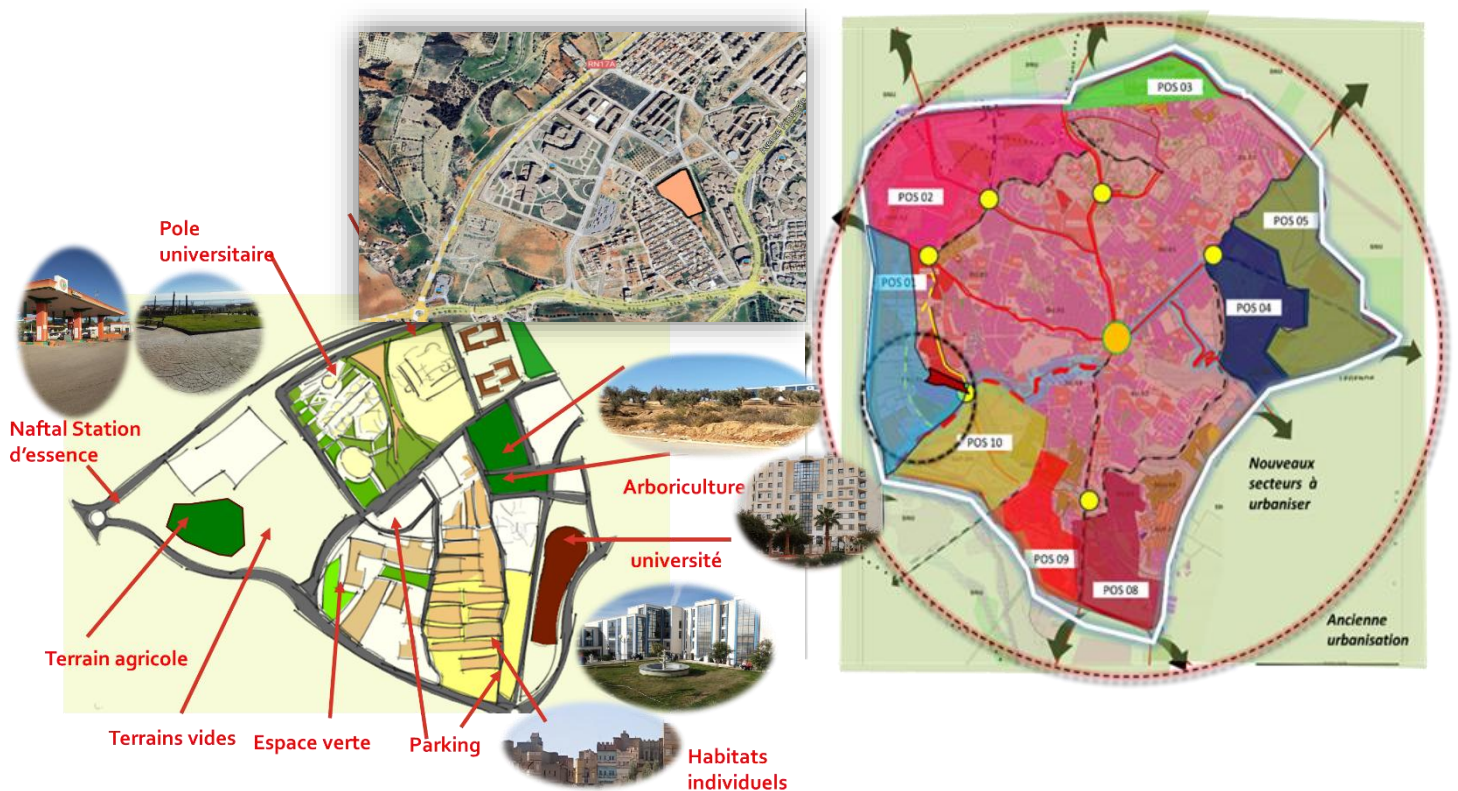 RN17A
Pole
universitaire
Naftal Station
d'essence
Arboriculture
université
Terrain agricole
Terrains vides
Espace verte
Parking
Habitats
individuels
POS 03
POS 02
POS 05
POS 01
POS 04
POS 10
POS 09
POS 08
LEGENDE
Nouveaux
secteurs à
urbaniser
Ancienne
urbanisation